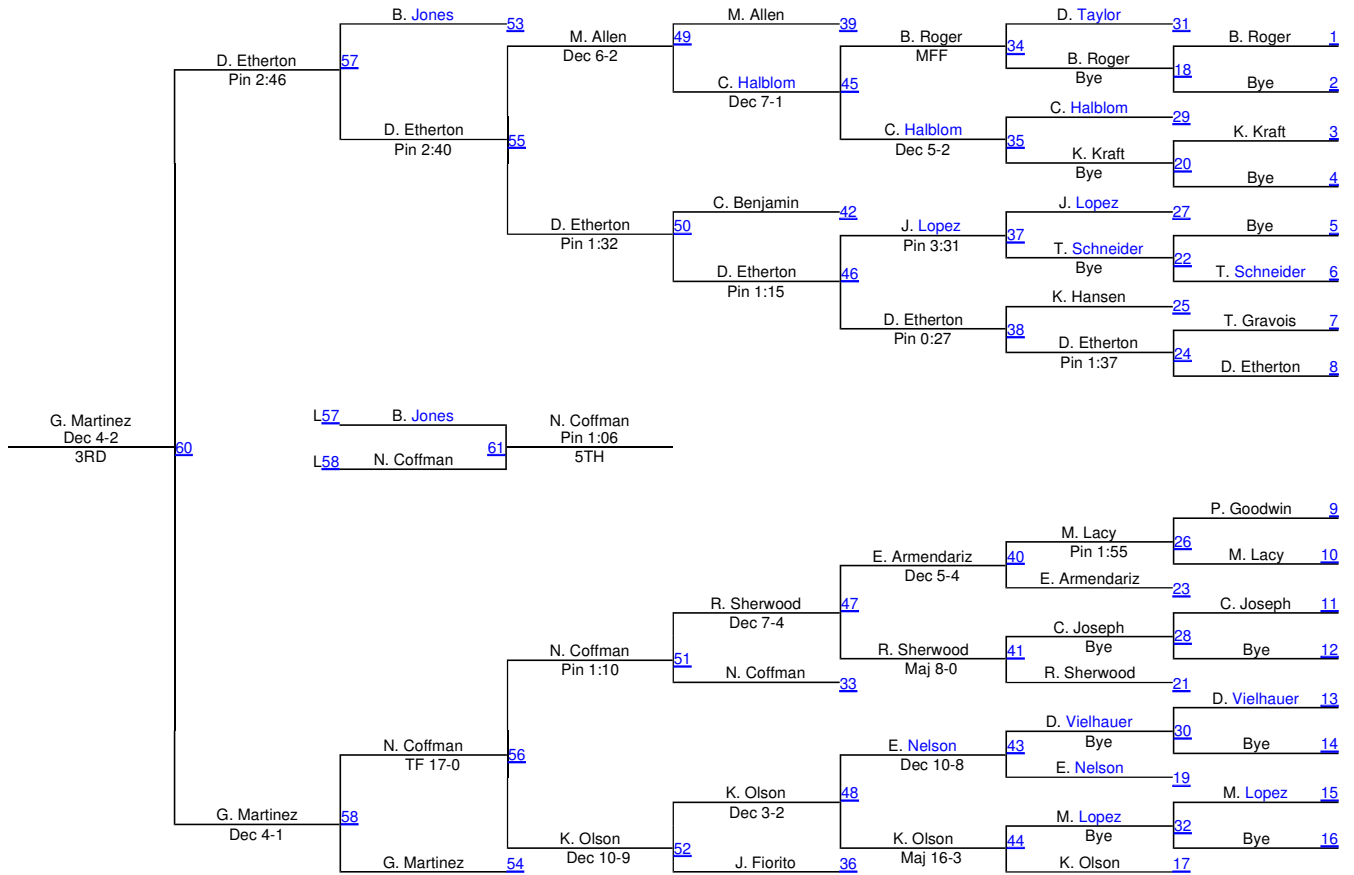 B. Jones 53
M. Allen 39
D. Taylor 31
M. Allen 49
Dec 6-2
B. Roger 34
MFF
B. Roger 1
D. Etherton 57
Pin 2:46
B. Roger 18
Bye
C. Halblom 45
Dec 7-1
Bye 2
C. Halblom 29
D. Etherton 55
Pin 2:40
C. Halblom 35
Dec 5-2
K. Kraft 3
K. Kraft 20
Bye
Bye 4
C. Benjamin 42
J. Lopez 27
D. Etherton 50
Pin 1:32
J. Lopez 37
Pin 3:31
Bye 5
T. Schneider 22
Bye
D. Etherton 46
Pin 1:15
T. Schneider 6
K. Hansen 25
D. Etherton 38
Pin 0:27
T. Gravois 7
D. Etherton 24
Pin 1:37
D. Etherton 8
G. Martinez
Dec 4-2
60
3RD
L57 B. Jones
L58 N. Coffman
61
N. Coffman
Pin 1:06
5TH
P. Goodwin 9
M. Lacy 26
Pin 1:55
M. Lacy 10
E. Armendariz 40
Dec 5-4
E. Armendariz 23
R. Sherwood 47
Dec 7-4
C. Joseph 11
C. Joseph 28
Bye
N. Coffman 51
Pin 1:10
R. Sherwood 41
Maj 8-0
Bye 12
N. Coffman 33
R. Sherwood 21
D. Vielhauer 13
D. Vielhauer 30
Bye
N. Coffman 56
TF 17-0
E. Nelson 43
Dec 10-8
Bye 14
E. Nelson 19
K. Olson 48
Dec 3-2
M. Lopez 15
G. Martinez 58
Dec 4-1
M. Lopez 32
Bye
K. Olson 52
Dec 10-9
K. Olson 44
Maj 16-3
Bye 16
G. Martinez 54
J. Fiorito 36
K. Olson 17